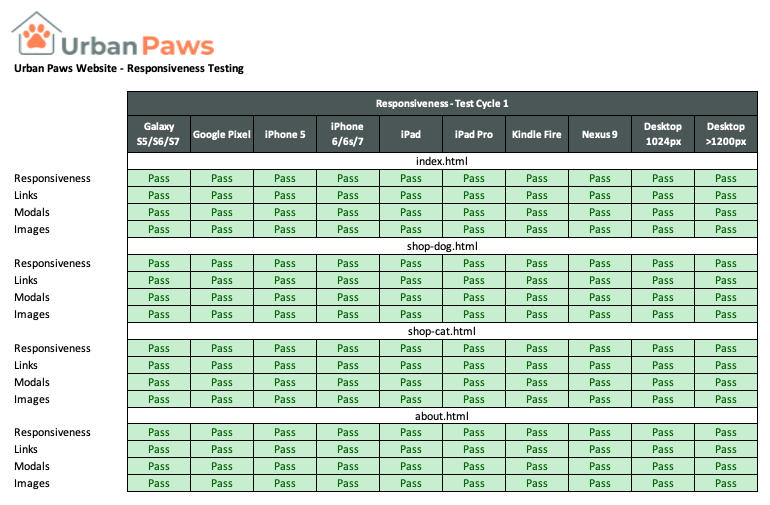 Urban Paws
Urban Paws Website - Responsiveness Testing
Responsiveness - Test Cycle 1
Galaxy S5/S6/S7 Google Pixel iPhone 5 iPhone 6/6s/7 iPad iPad Pro Kindle Fire Nexus 9 Desktop 1024px Desktop >1200px
index.html
Responsiveness Pass Pass Pass Pass Pass Pass Pass Pass Pass Pass
Links Pass Pass Pass Pass Pass Pass Pass Pass Pass Pass
Modals Pass Pass Pass Pass Pass Pass Pass Pass Pass Pass
Images Pass Pass Pass Pass Pass Pass Pass Pass Pass Pass
shop-dog.html
Responsiveness Pass Pass Pass Pass Pass Pass Pass Pass Pass Pass
Links Pass Pass Pass Pass Pass Pass Pass Pass Pass Pass
Modals Pass Pass Pass Pass Pass Pass Pass Pass Pass Pass
Images Pass Pass Pass Pass Pass Pass Pass Pass Pass Pass
shop-cat.html
Responsiveness Pass Pass Pass Pass Pass Pass Pass Pass Pass Pass
Links Pass Pass Pass Pass Pass Pass Pass Pass Pass Pass
Modals Pass Pass Pass Pass Pass Pass Pass Pass Pass Pass
Images Pass Pass Pass Pass Pass Pass Pass Pass Pass Pass
about.html
Responsiveness Pass Pass Pass Pass Pass Pass Pass Pass Pass Pass
Links Pass Pass Pass Pass Pass Pass Pass Pass Pass Pass
Modals Pass Pass Pass Pass Pass Pass Pass Pass Pass Pass
Images Pass Pass Pass Pass Pass Pass Pass Pass Pass Pass